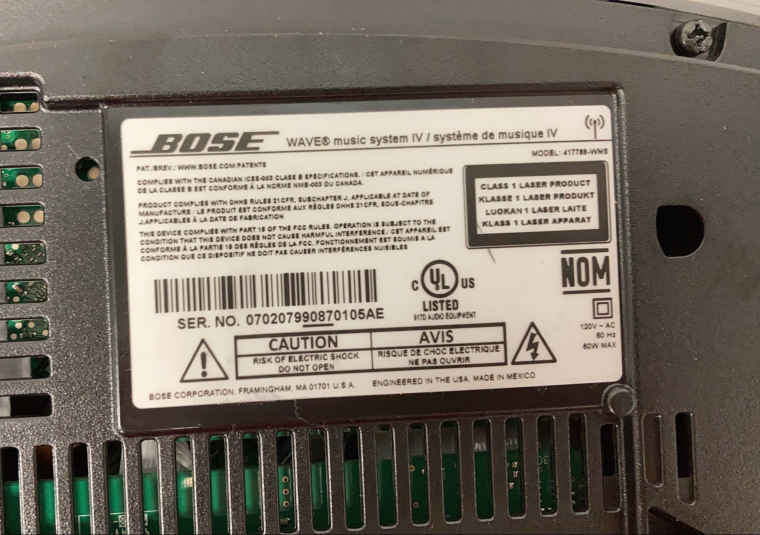 BOSE WAVE® music system IV / système de musique IV
MODEL: 417788-WMS
PAT./BREV.: WWW.BOSE.COM/PATENTS
COMPLIES WITH THE CANADIAN ICES-003 CLASS B SPECIFICATIONS. / CET APPAREIL NUMÉRIQUE
DE LA CLASSE B EST CONFORME À LA NORME NMB-003 DU CANADA.
COMPLIES WITH DHHS RULES 21CFR, SUBCHAPTER J, APPLICABLE AT DATE OF
MANUFACTURE / LE PRODUIT EST CONFORME AUX RÈGLES DHHS 21CFR, SOUS-CHAPITRE
J,APPLICABLES À LA DATE DE FABRICATION
THIS DEVICE COMPLIES WITH PART 15 OF THE FCC RULES. OPERATION IS SUBJECT TO THE
CONDITION THAT THIS DEVICE DOES NOT CAUSE HARMFUL INTERFERENCE / CET APPAREIL EST
CONFORME À LA PARTIE 15 DES RÈGLES DE LA FCC. FONCTIONNEMENT EST SOUMIS A LA
CONDITION QUE CE DISPOSITIF NE DOIT PAS CAUSER INTERFÉRENCES NUISIBLES
CLASS 1 LASER PRODUCT
KLASSE 1 LASER PRODUKT
LUOKAN 1 LASER LAITE
KLASS 1 LASER APPARAT
SER. NO. 070207990870105AE
C UL US
LISTED
917D AUDIO EQUIPMENT
NOM
120V ~ AC
60 Hz
60W MAX
CAUTION
RISK OF ELECTRIC SHOCK
DO NOT OPEN
AVIS
RISQUE DE CHOC ELECTRIQUE
NE PAS OUVRIR
BOSE CORPORATION, FRAMINGHAM, MA 01701 U.S.A. ENGINEERED IN THE USA, MADE IN MEXICO